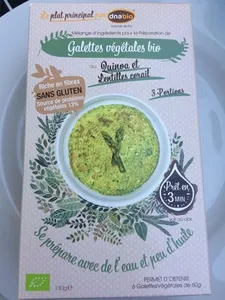 le plat principal
dnabio
Mélange d'ingrédients pour la Préparation de
Galettes végétales bio
au Quinoa et
Lentilles corail
Riche en fibres
SANS GLUTEN
Source de protéines
végétales 13%
3 Portions
Prêt en
3 MIN
Se prépare avec de l'eau et peu d'huile
PERMET D'OBTENIR
6 Galettes Végétales de 60g